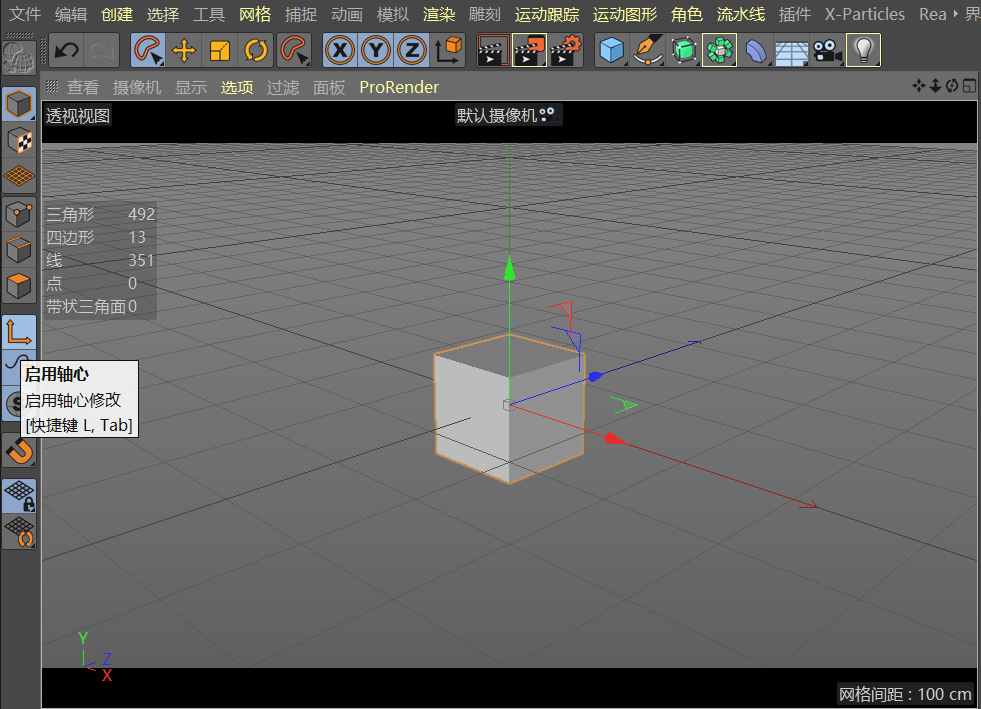 文件 编辑 创建 选择 工具 网格 捕捉 动画 模拟 渲染 雕刻 运动跟踪 运动图形 角色 流水线 插件 X-Particles Rea 界
X Y Z
查看 摄像机 显示 选项 过滤 面板 ProRender
透视视图
默认摄像机
三角形 492
四边形 13
线 351
点 0
带状三角面 0
启用轴心
启用轴心修改
[快捷键 L, Tab]
S
Y
Z
X
网格间距 : 100 cm